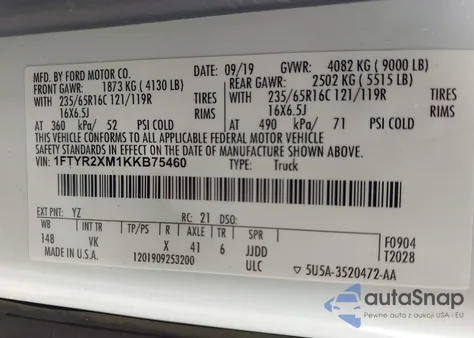 MFD. BY FORD MOTOR CO. DATE: 09/19 GVWR: 4082 KG ( 9000 LB)
FRONT GAWR: 1873 KG ( 4130 LB) REAR GAWR: 2502 KG ( 5515 LB)
WITH 235/65R16C 121/119R TIRES WITH 235/65R16C 121/119R TIRES
16X6.5J 16X6.5J RIMS
AT 360 kPa/ 52 PSI COLD AT 490 kPa/ 71 PSI COLD
THIS VEHICLE CONFORMS TO ALL APPLICABLE FEDERAL MOTOR VEHICLE
SAFETY STANDARDS IN EFFECT ON THE DATE OF MANUFACTURE SHOWN ABOVE.
VIN: 1FTYR2XM1KKB75460 TYPE: Truck
EXT PNT: YZ RC: 21 DSO:
WB INT TR TP/PS R AXLE TR SPR
148 VK X 41 6 JJDD
MADE IN U.S.A. 1201909253200 ULC
F0904
T2028
5U5A-3520472-AA
autoSnap
Auto z aukcji USA i EU